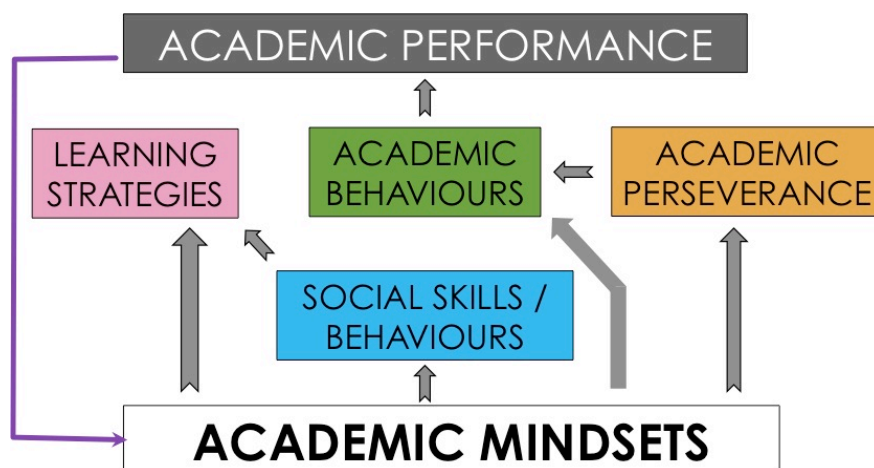 ACADEMIC PERFORMANCE
LEARNING
STRATEGIES
ACADEMIC
BEHAVIOURS
ACADEMIC
PERSEVERANCE
SOCIAL SKILLS /
BEHAVIOURS
ACADEMIC MINDSETS